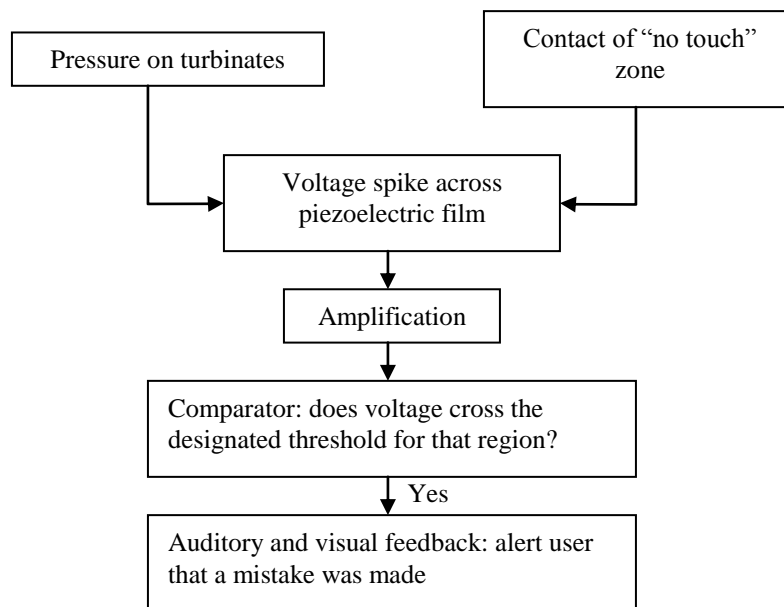 Pressure on turbinates
Contact of “no touch”
zone
Voltage spike across
piezoelectric film
Amplification
Comparator: does voltage cross the
designated threshold for that region?
Yes
Auditory and visual feedback: alert user
that a mistake was made